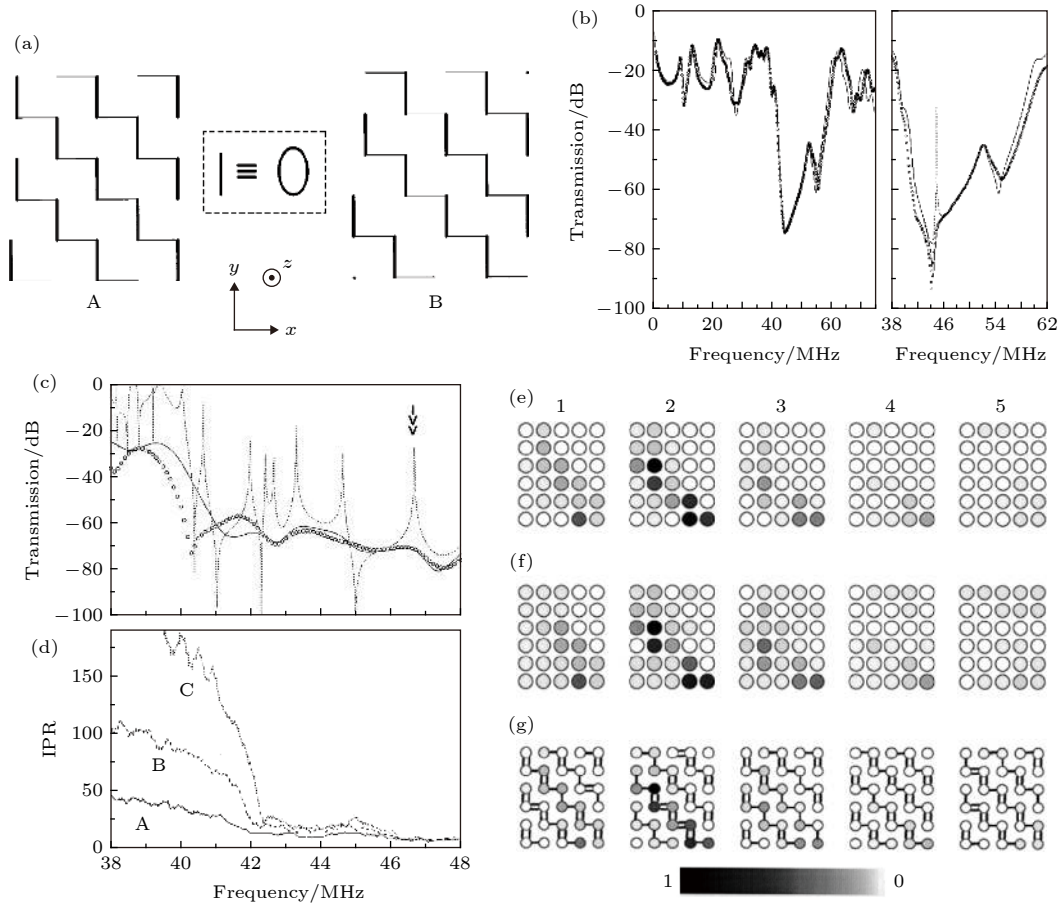 (a)
A
B
y
z
x
(b)
Transmission/dB
0
−20
−40
−60
−80
−100
0 20 40 60
38 46 54 62
Frequency/MHz
Frequency/MHz
(c)
Transmission/dB
0
−20
−40
−60
−80
−100
(d)
IPR
150
100
50
0
C
B
A
38 40 42 44 46 48
Frequency/MHz
(e)
1 2 3 4 5
(f)
(g)
1 0